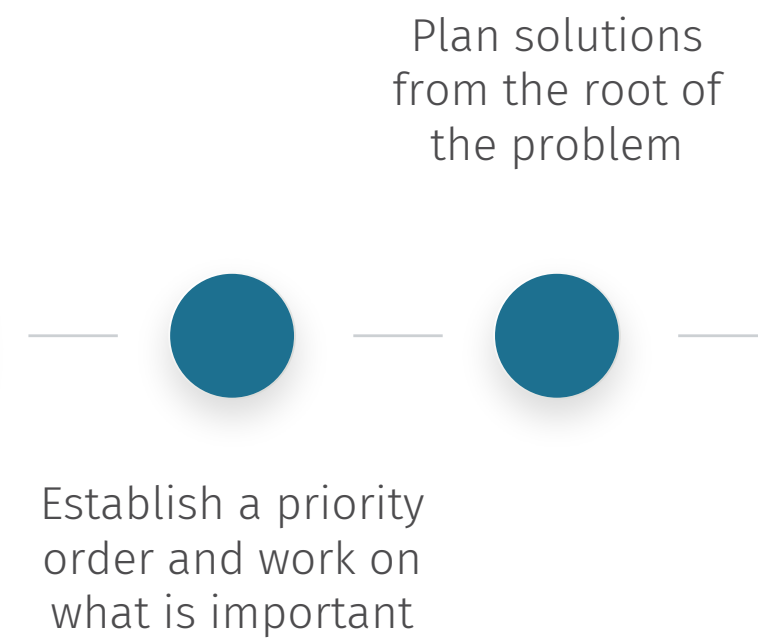 Plan solutions
from the root of
the problem
Establish a priority
order and work on
what is important